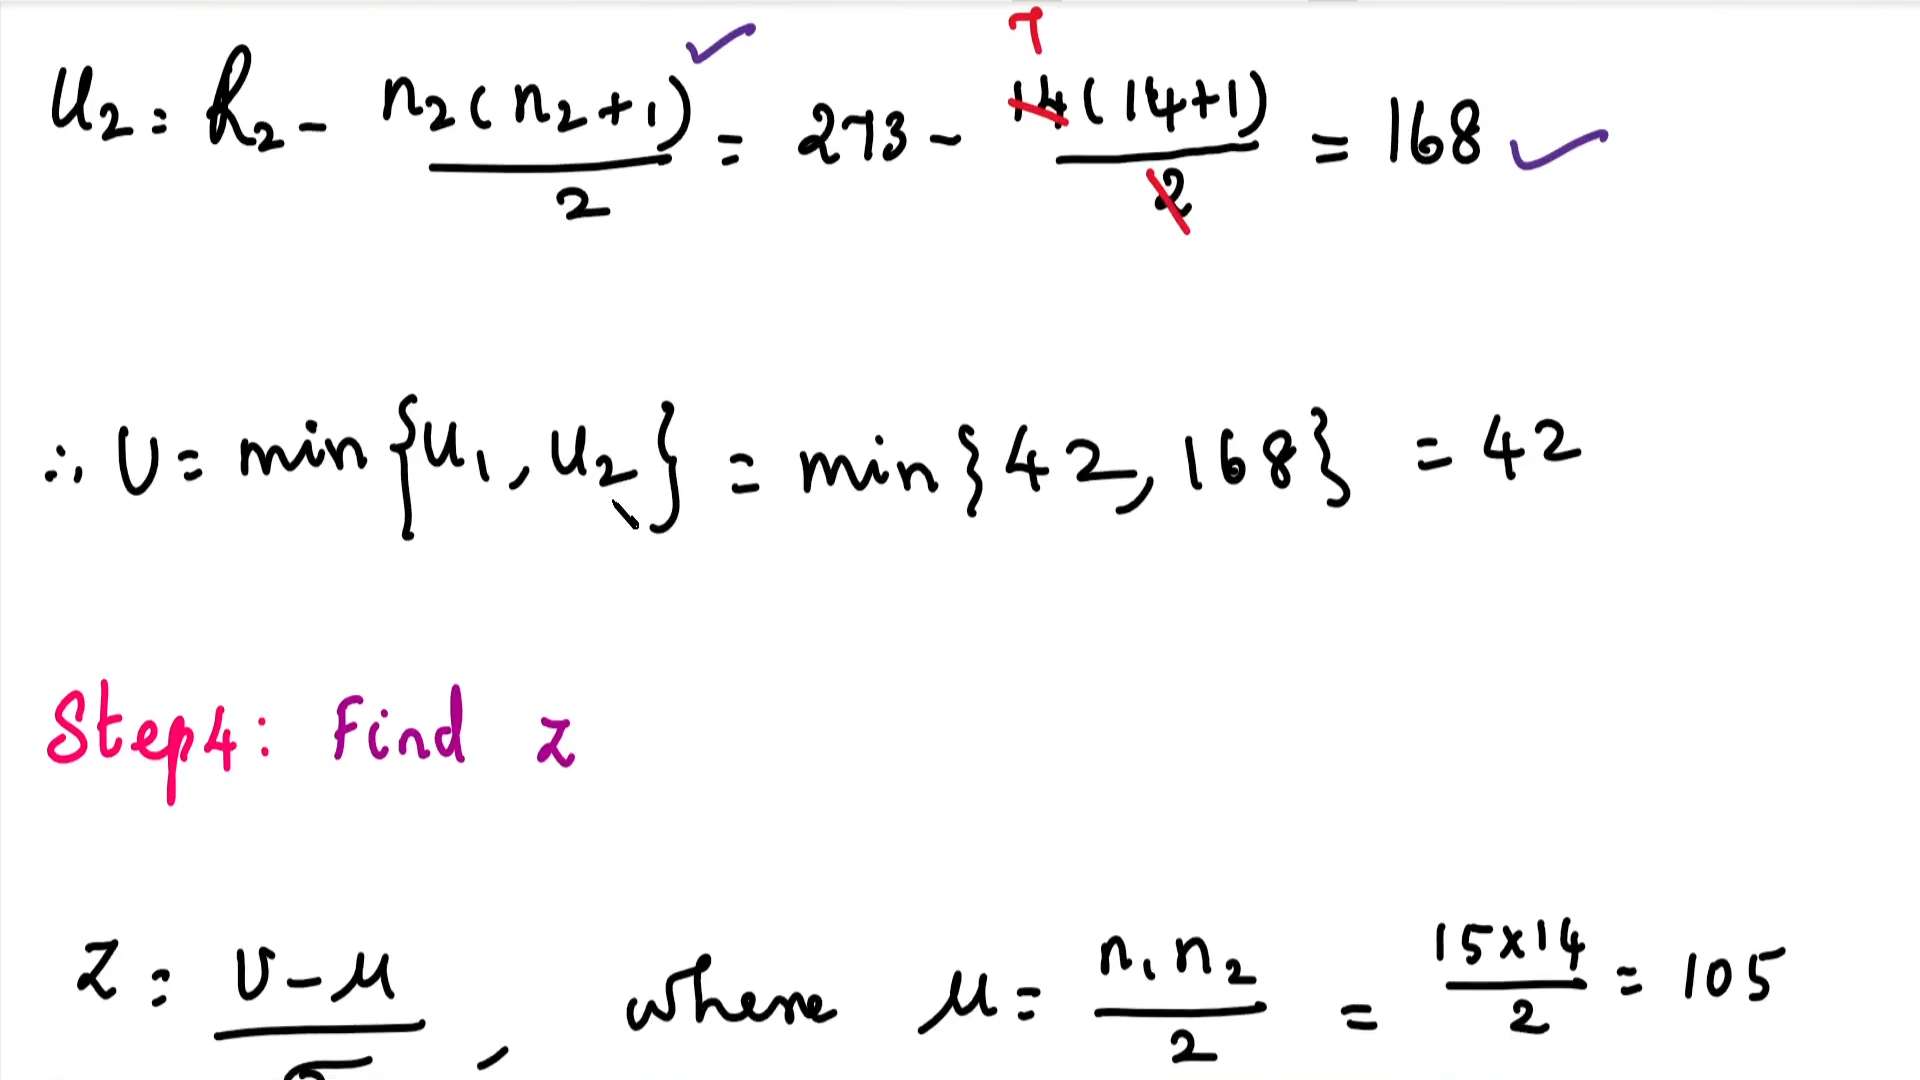 U₂ = R₂ - n₂(n₂+1)/2 = 273 - 14(14+1)/2 = 168
7
∴ U = min{U₁, U₂} = min{42, 168} = 42
Step4: Find z
z = U-μ/σ, where μ = n₁n₂/2 = 15×14/2 = 105